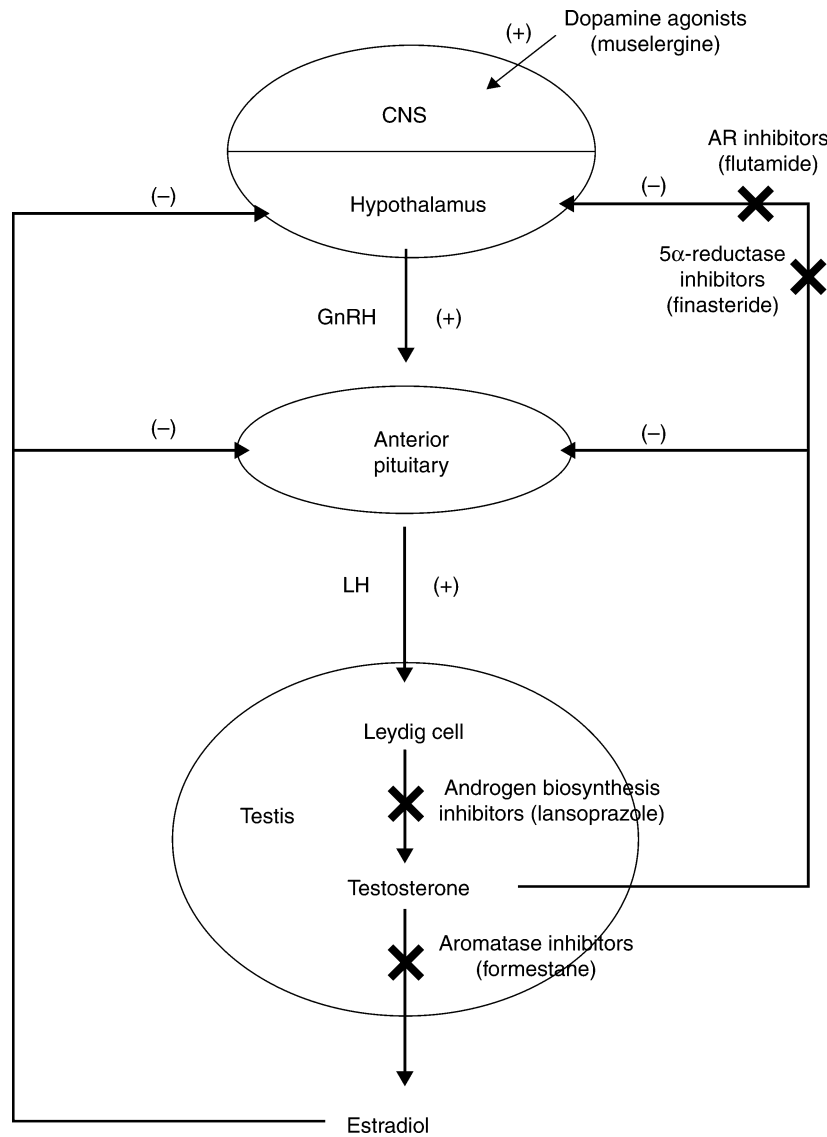 Dopamine agonists
(muselergine)
(+)
CNS
AR inhibitors
(flutamide)
(–)
(–)
Hypothalamus
5α-reductase
inhibitors
(finasteride)
GnRH
(+)
(–)
(–)
Anterior
pituitary
LH
(+)
Leydig cell
Androgen biosynthesis
inhibitors (lansoprazole)
Testis
Testosterone
Aromatase inhibitors
(formestane)
Estradiol